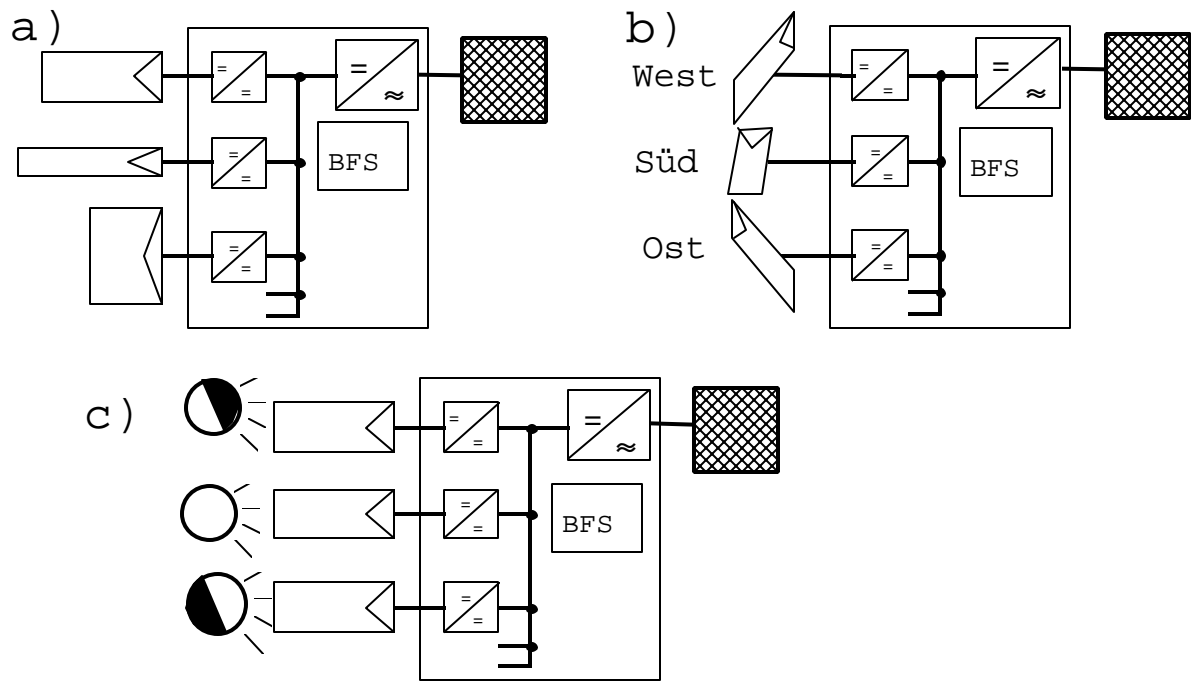 a)
=
=
=
≈
=
=
BFS
=
=
b)
West
=
=
=
≈
Süd
=
=
BFS
Ost
=
=
c)
=
=
=
≈
=
=
BFS
=
=